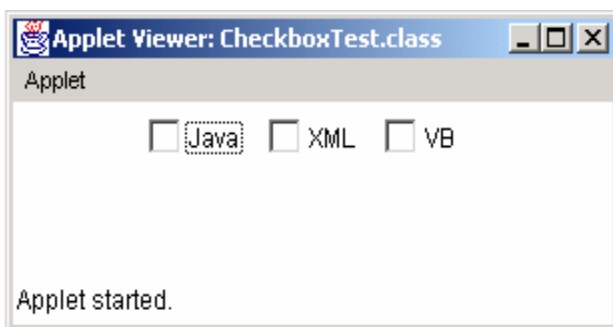 Applet Viewer: CheckboxTest.class
Applet
Java XML VB
Applet started.